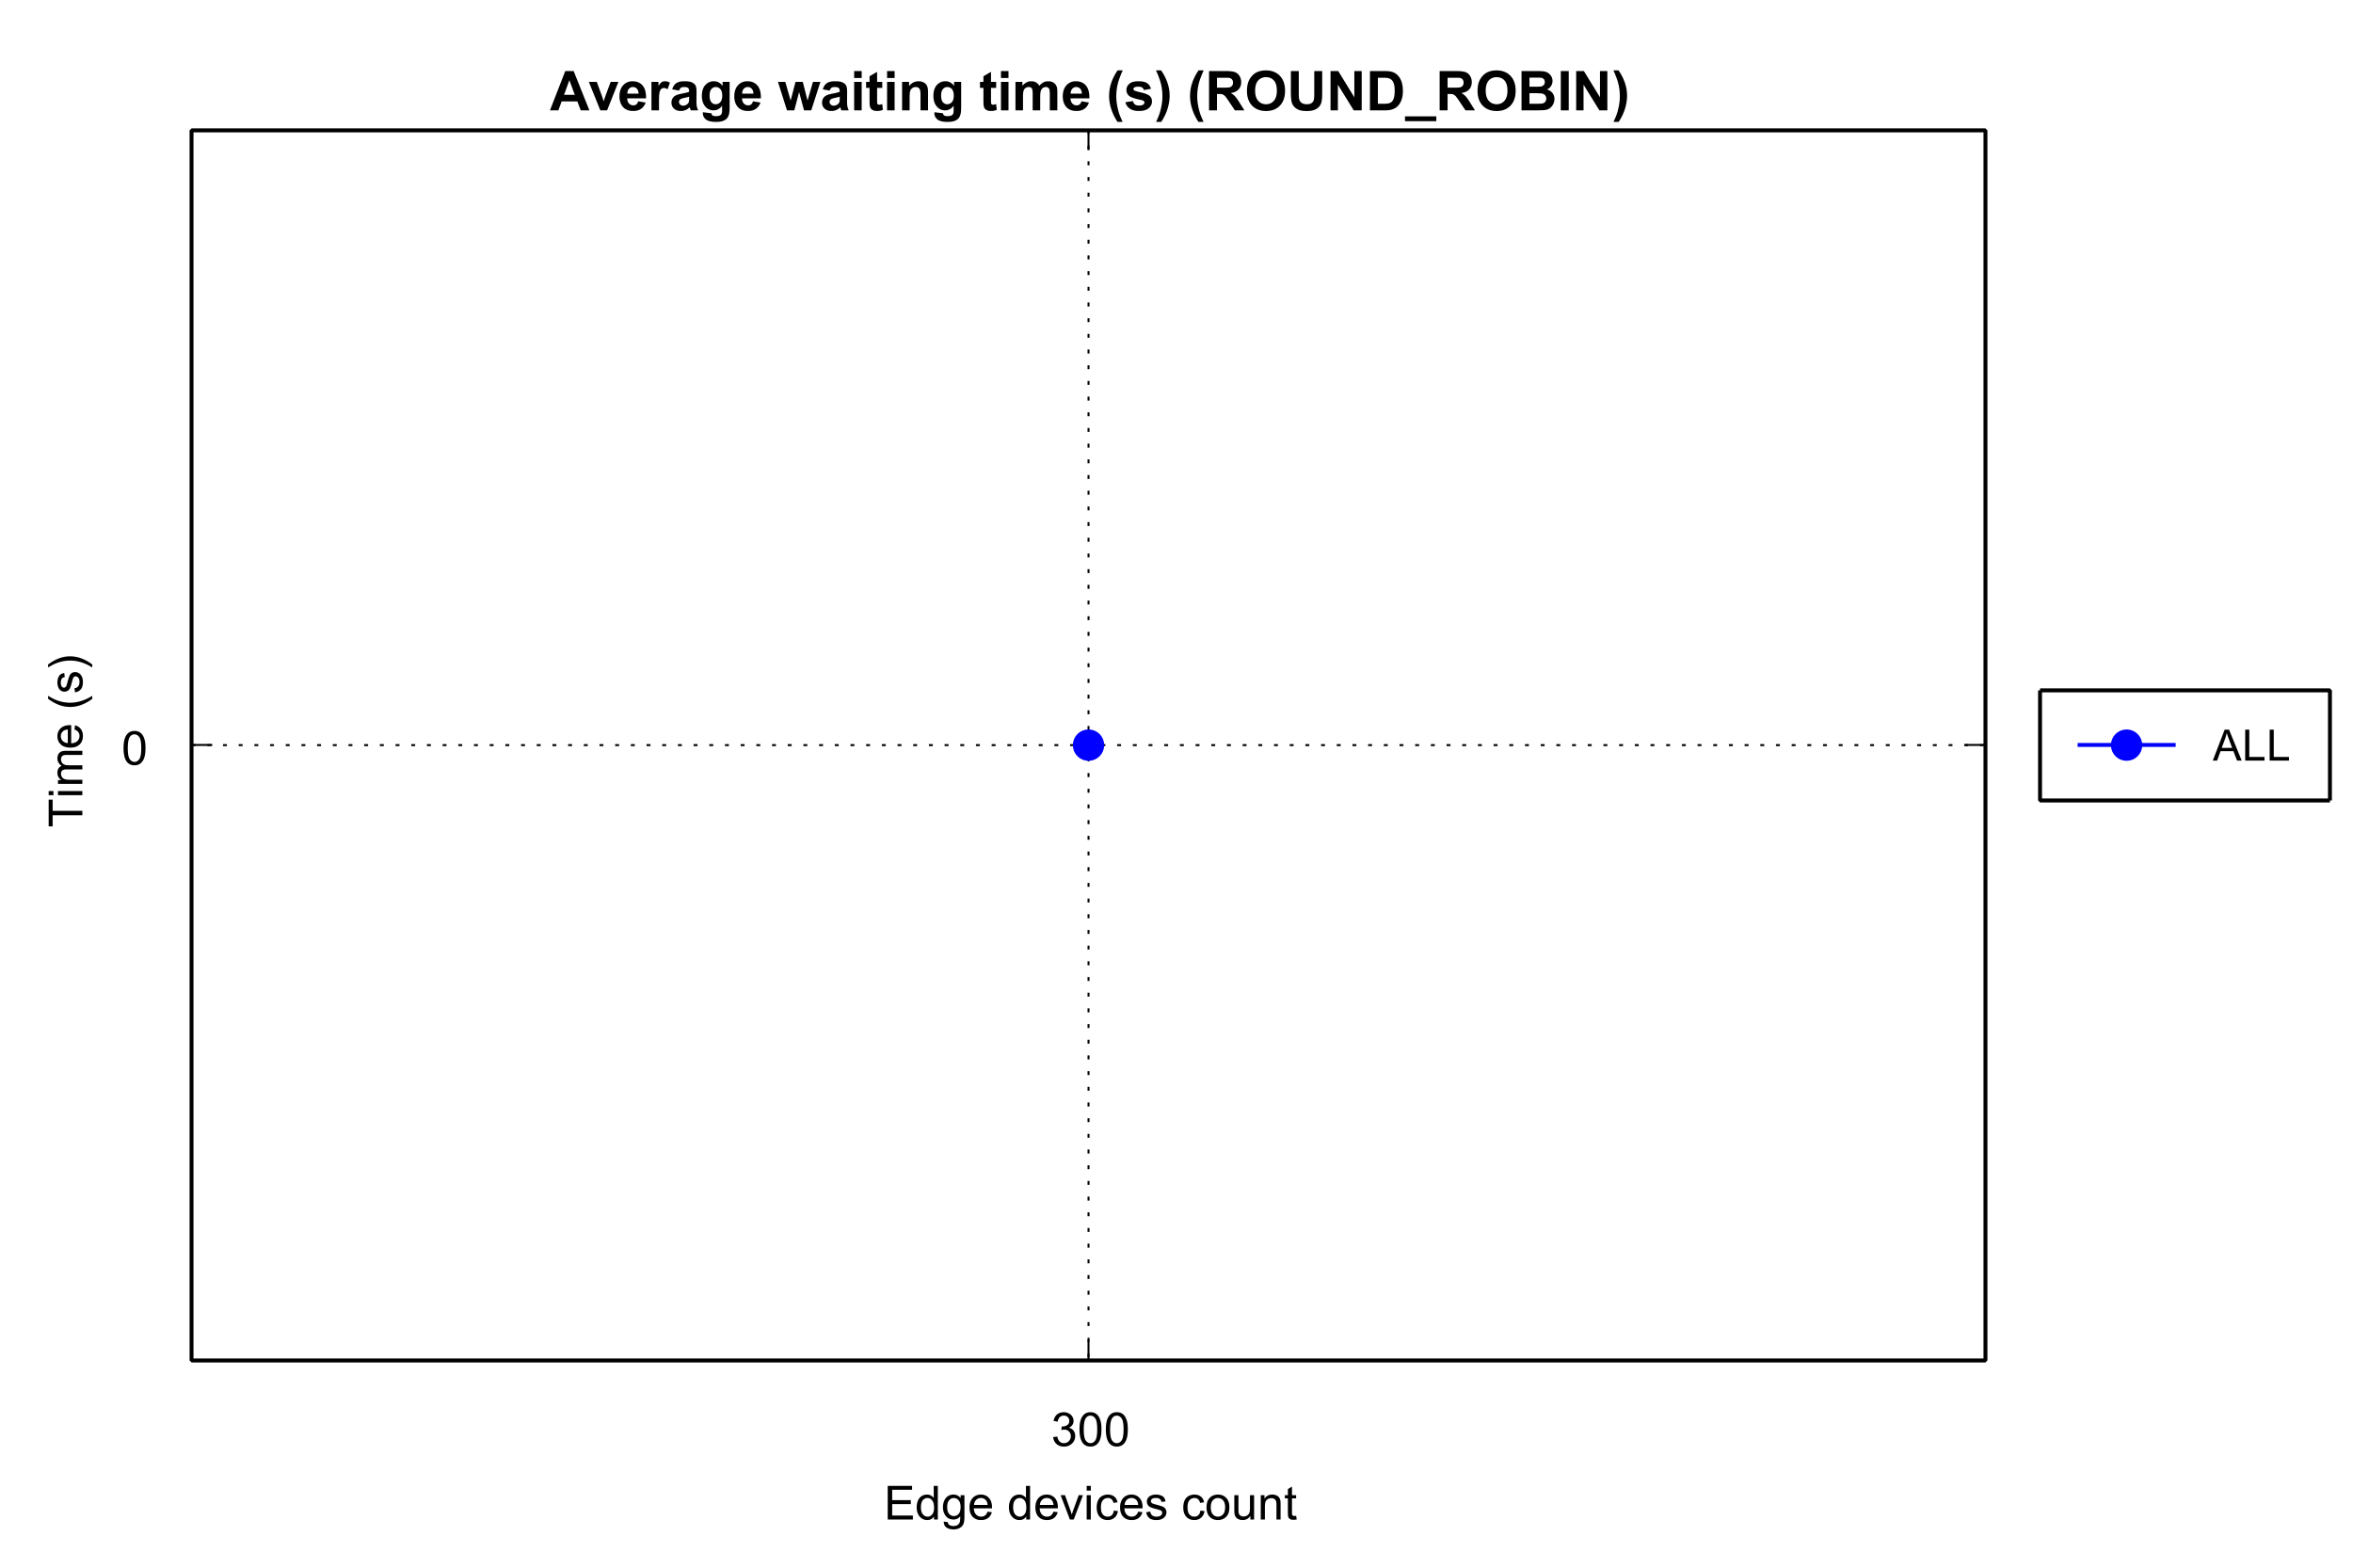 Average waiting time (s) (ROUND_ROBIN)
Time (s)
0
ALL
300
Edge devices count